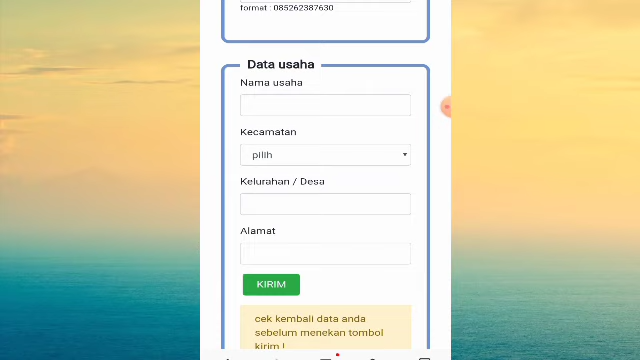 format : 085262387630
Data usaha
Nama usaha
Kecamatan
pilih
Kelurahan / Desa
Alamat
KIRIM
cek kembali data anda
sebelum menekan tombol
kirim !